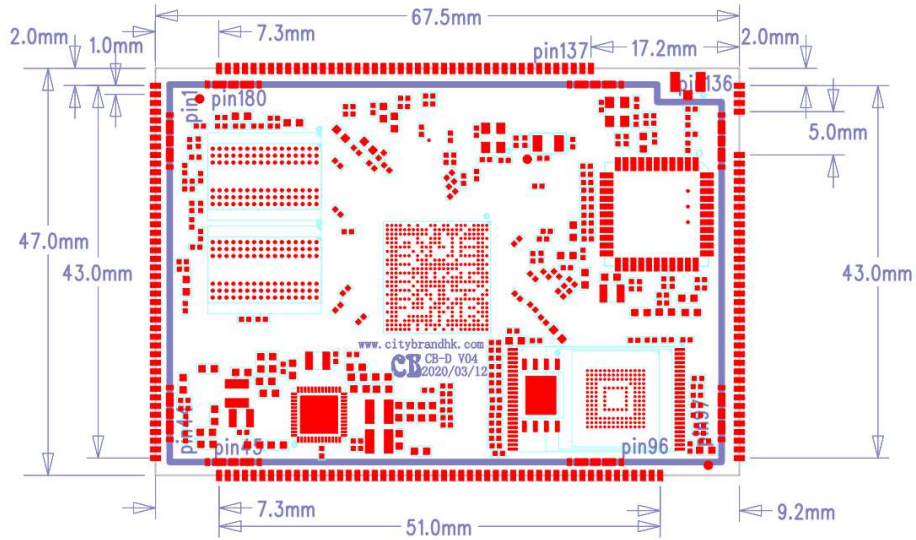 67.5mm
2.0mm
7.3mm
17.2mm
2.0mm
1.0mm
pin137
pin136
pin1
pin180
5.0mm
47.0mm
43.0mm
43.0mm
www.citybrandhk.com
CB
CB-D V04
2020/03/12
pin44
pin45
pin96
pin97
7.3mm
9.2mm
51.0mm